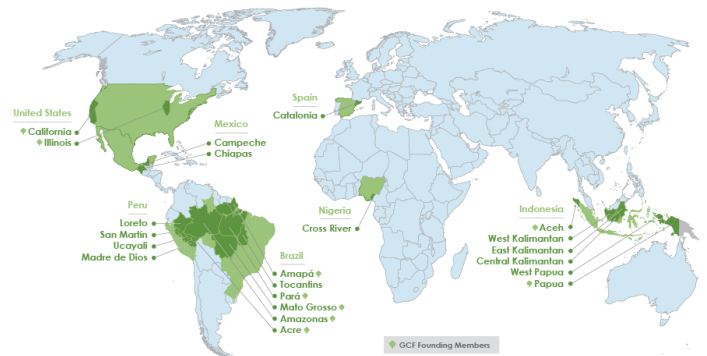 United States
California
Illinois
Mexico
Campeche
Chiapas
Spain
Catalonia
Peru
Loreto
San Martín
Ucayali
Madre de Dios
Brazil
Amapá
Tocantins
Pará
Mato Grosso
Amazonas
Acre
Nigeria
Cross River
Indonesia
Aceh
West Kalimantan
East Kalimantan
Central Kalimantan
West Papua
Papua
GCF Founding Members